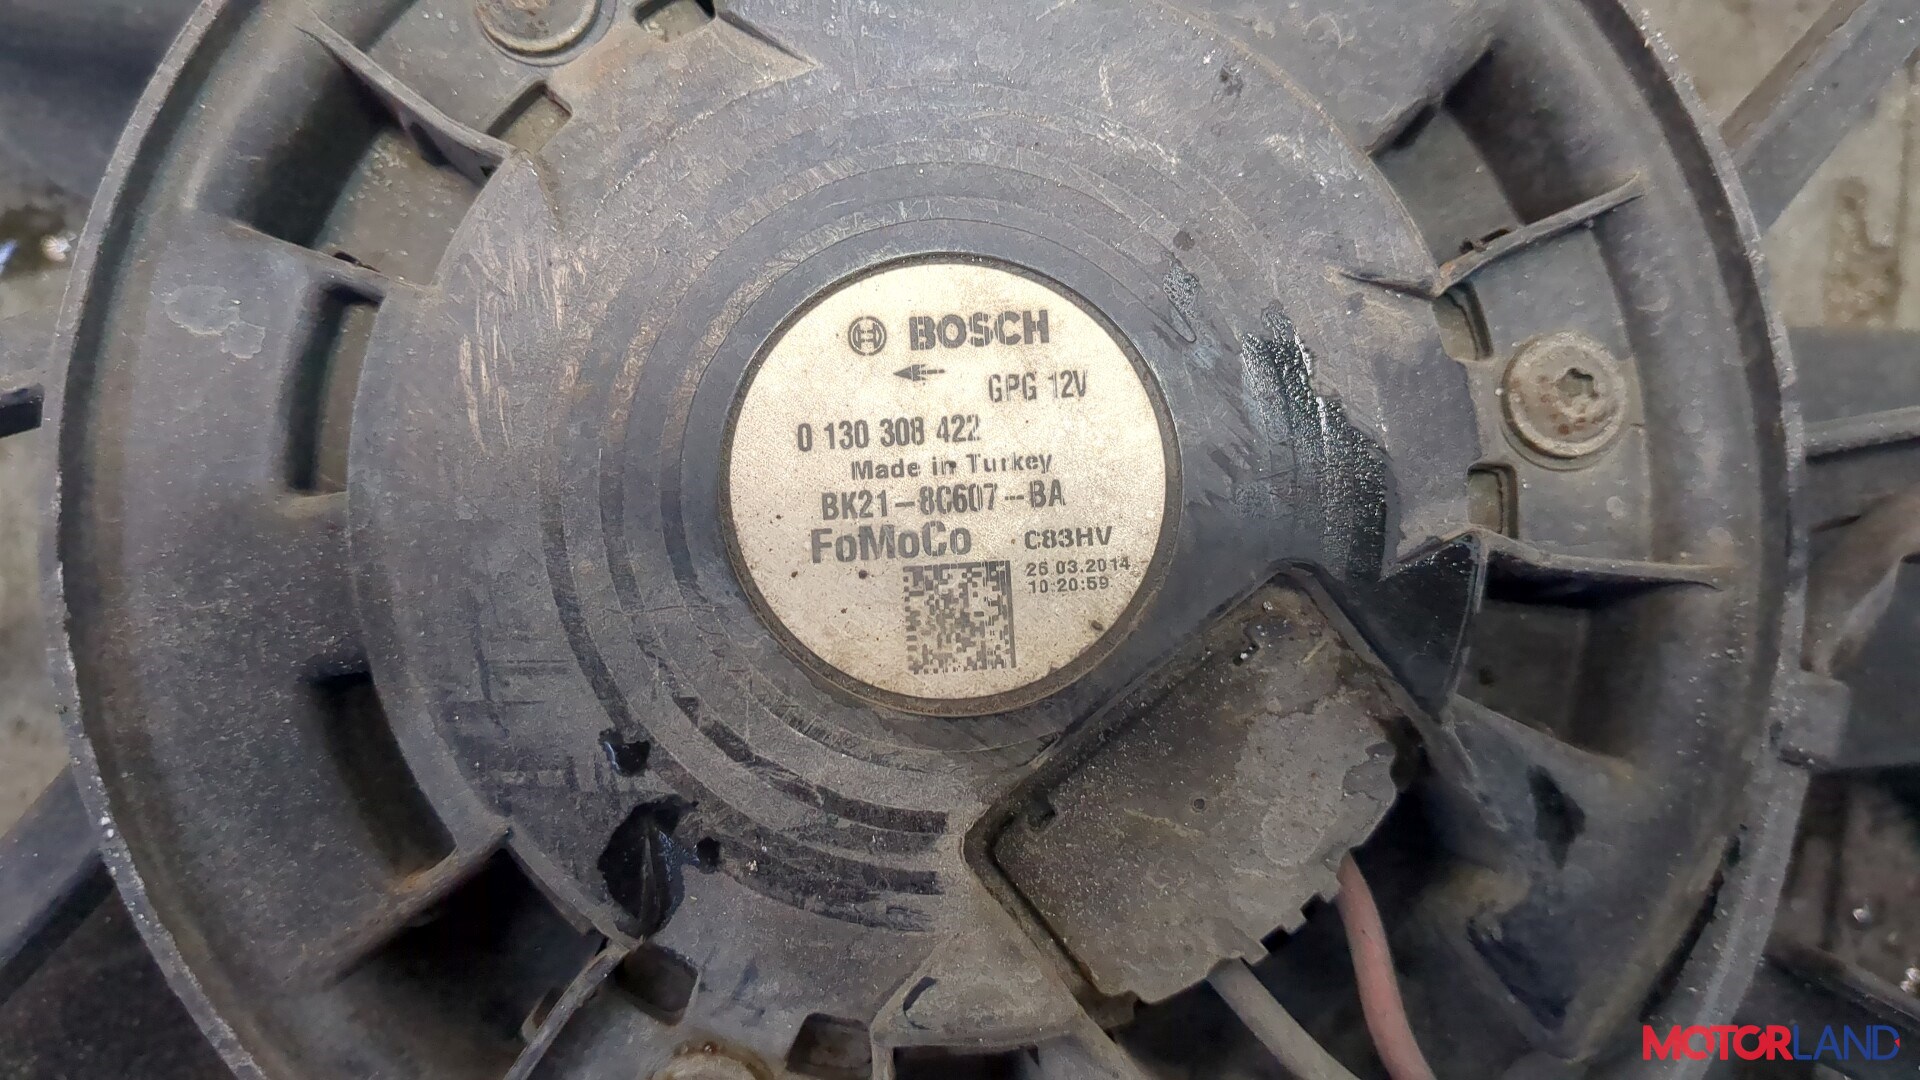 BOSCH
GPG 12V
0 130 308 422
Made in Turkey
BK21-8C607-BA
FoMoCo C83HV
26.03.2014
10:20:59
MOTORLAND